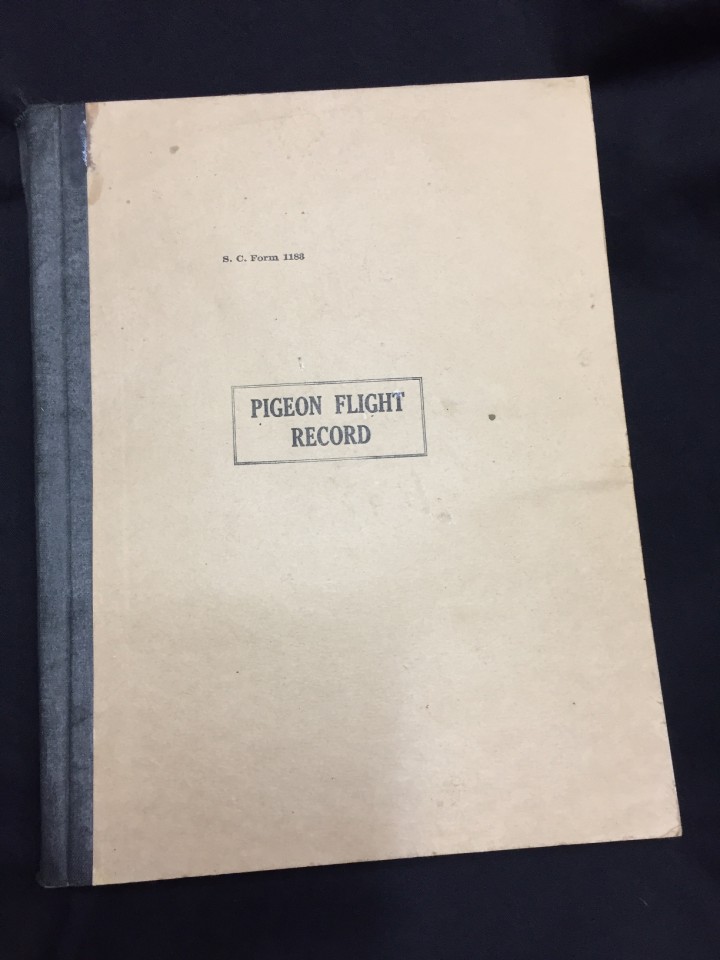 S. C. Form 1183
PIGEON FLIGHT
RECORD